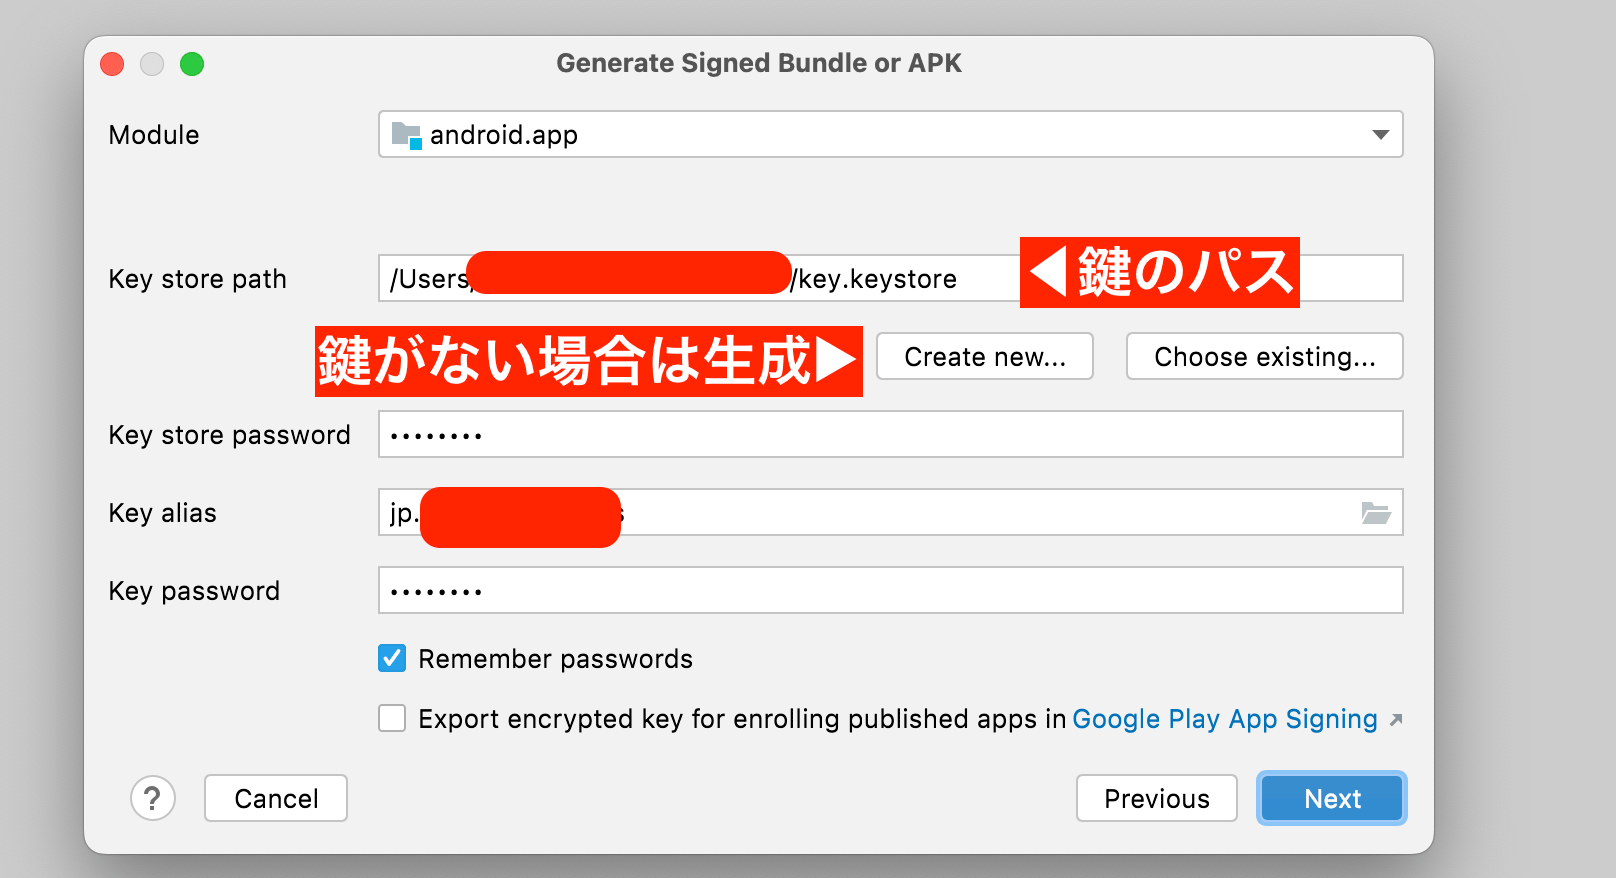 Generate Signed Bundle or APK
Module
android.app
Key store path
/Users/
/key.keystore
◀鍵のパス
鍵がない場合は生成▶
Create new...
Choose existing...
Key store password
••••••••
Key alias
jp.
Key password
••••••••
Remember passwords
Export encrypted key for enrolling published apps in Google Play App Signing ↗
?
Cancel
Previous
Next